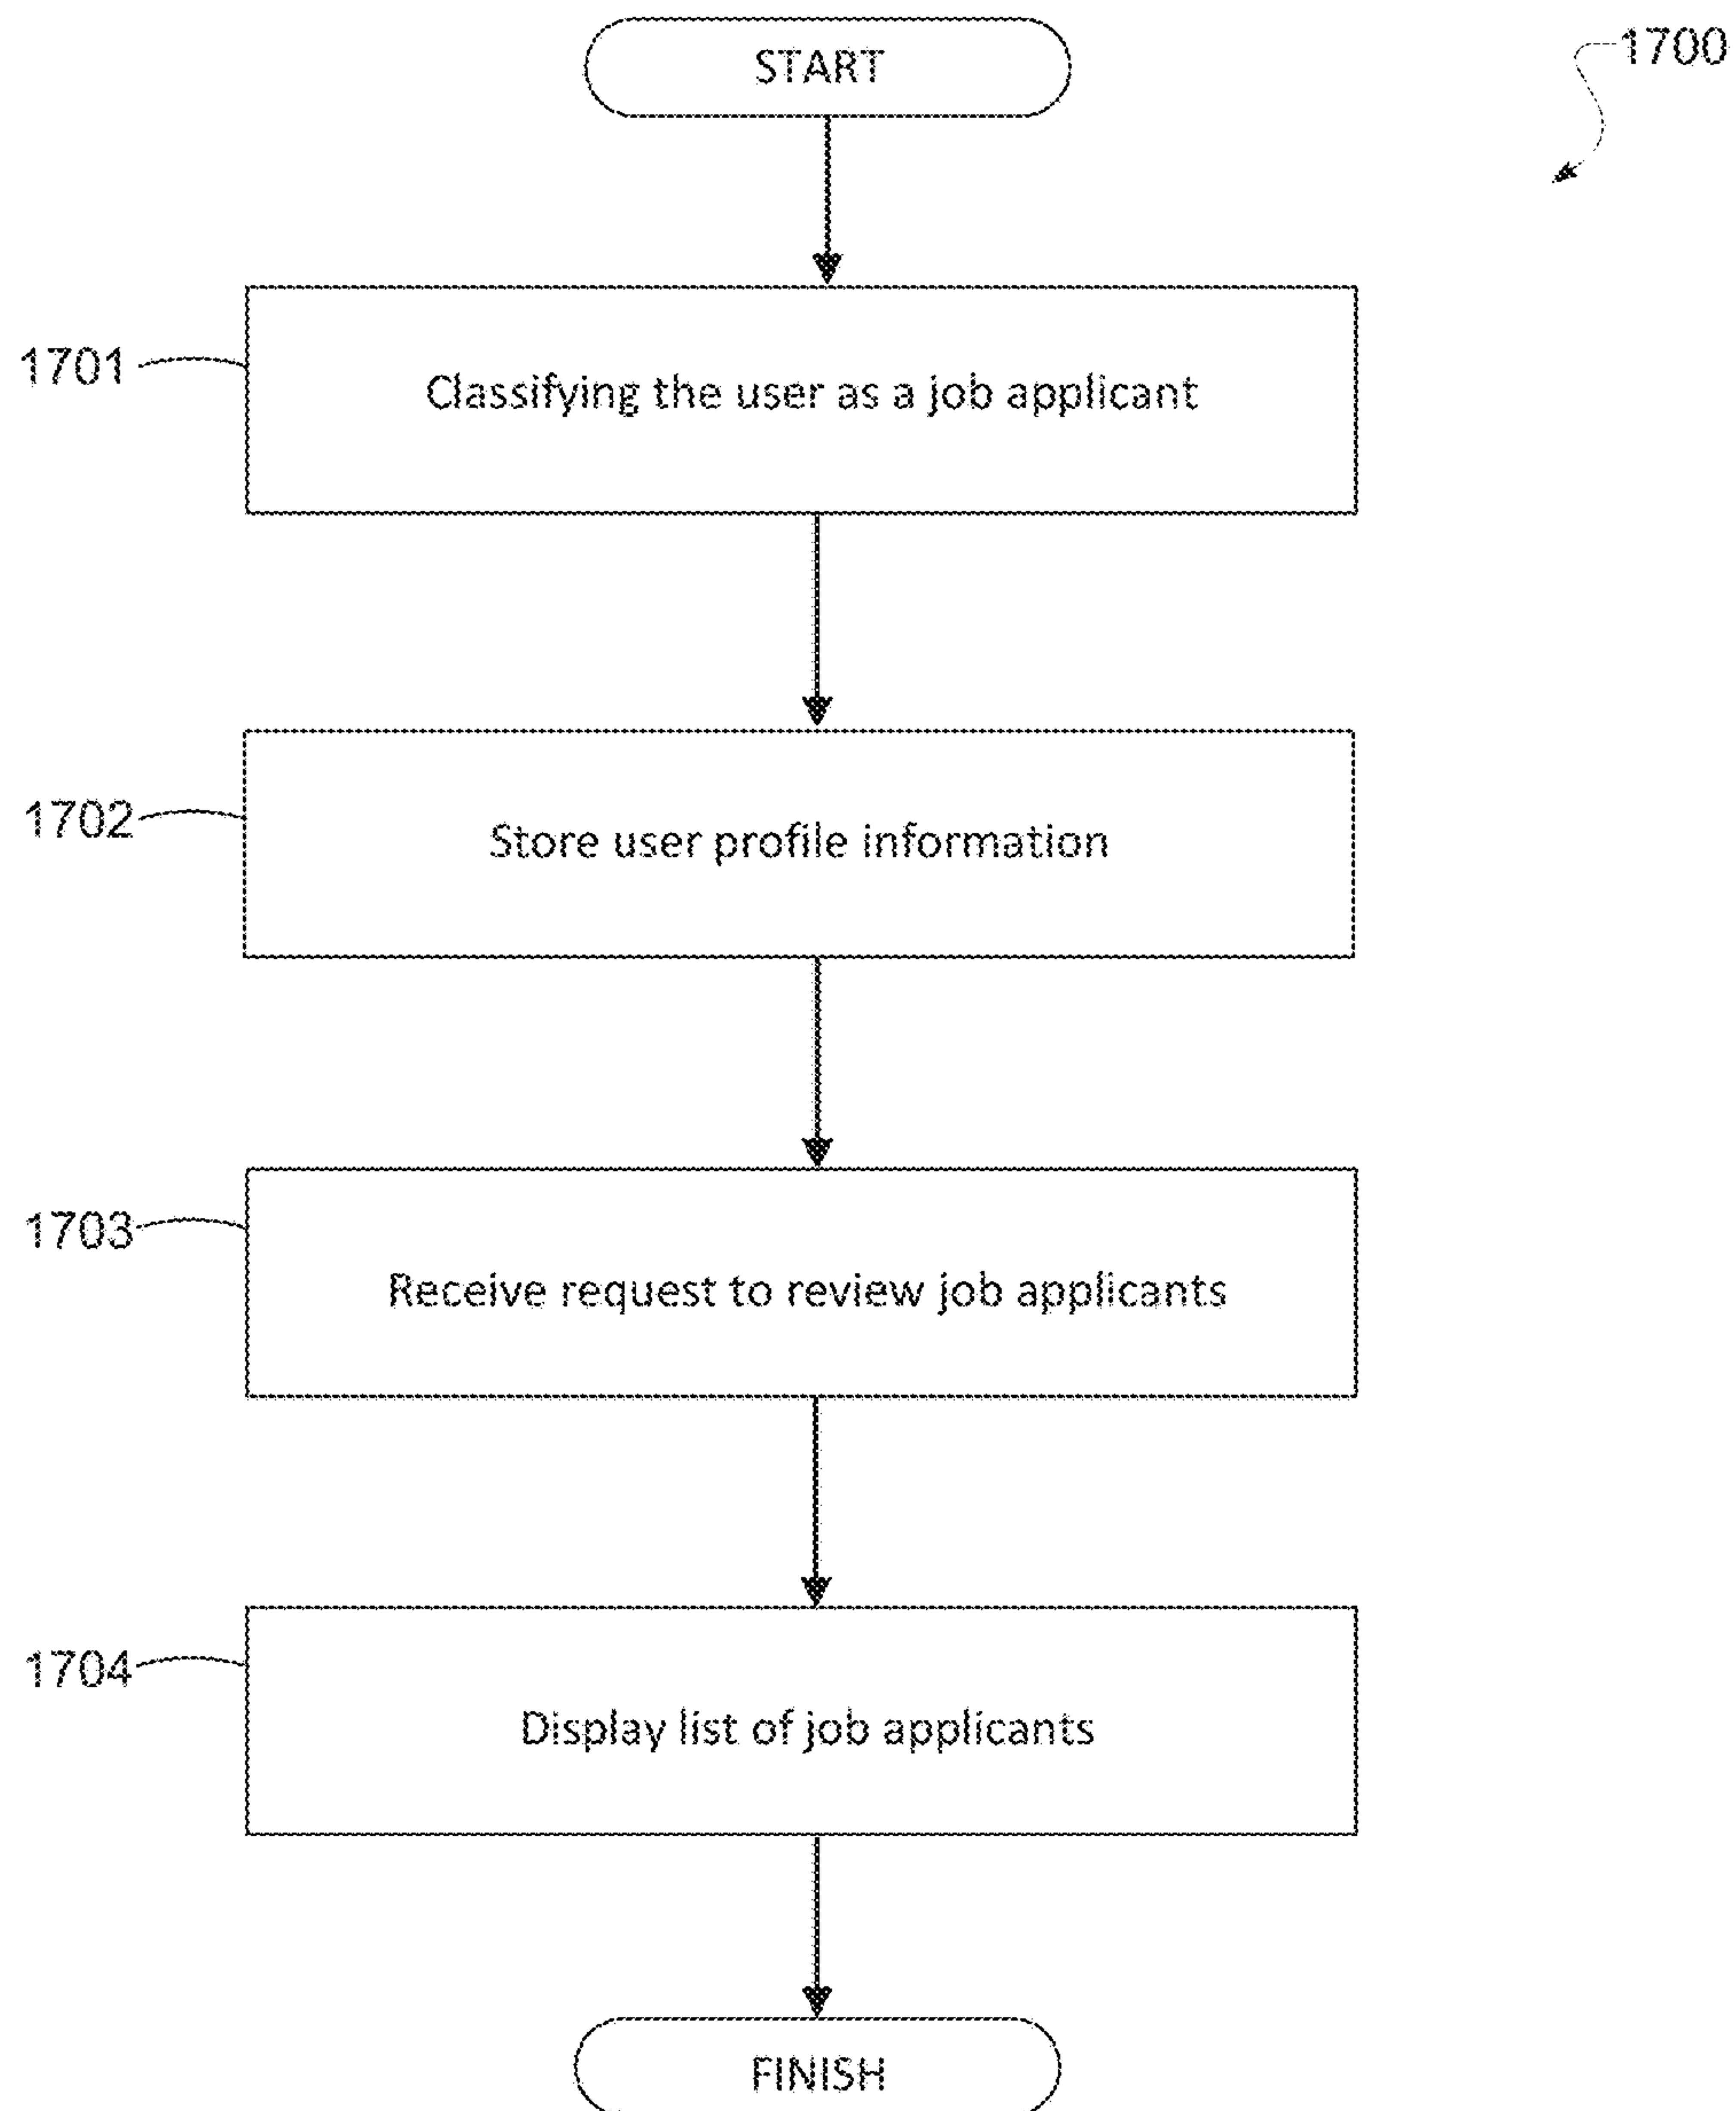 START
1700
1701
Classifying the user as a job applicant
1702
Store user profile information
1703
Receive request to review job applicants
1704
Display list of job applicants
FINISH